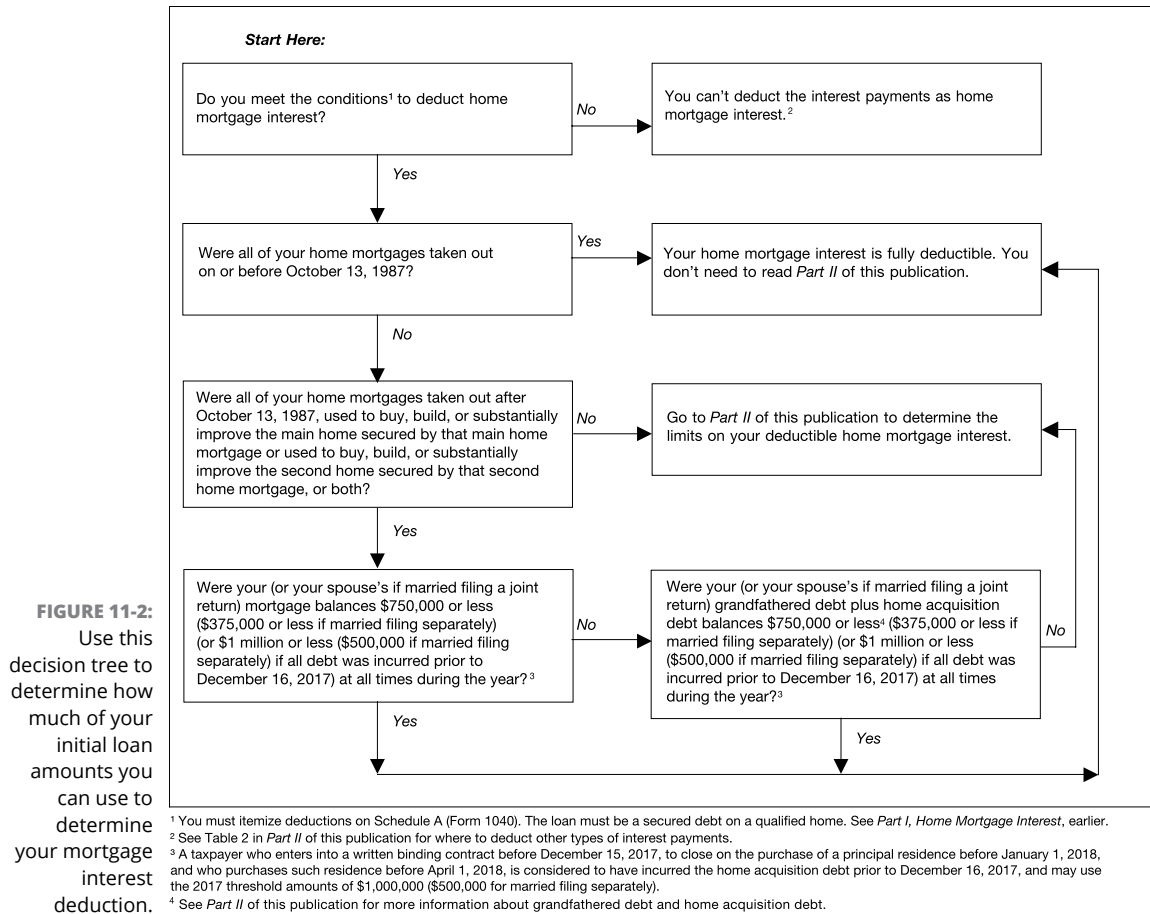 Start Here:
Do you meet the conditions¹ to deduct home
mortgage interest?
No
You can't deduct the interest payments as home
mortgage interest.²
Yes
Were all of your home mortgages taken out
on or before October 13, 1987?
Yes
Your home mortgage interest is fully deductible. You
don't need to read Part II of this publication.
No
Were all of your home mortgages taken out after
October 13, 1987, used to buy, build, or substantially
improve the main home secured by that main home
mortgage or used to buy, build, or substantially
improve the second home secured by that second
home mortgage, or both?
No
Go to Part II of this publication to determine the
limits on your deductible home mortgage interest.
Yes
Were your (or your spouse's if married filing a joint
return) mortgage balances $750,000 or less
($375,000 or less if married filing separately)
(or $1 million or less ($500,000 if married filing
separately) if all debt was incurred prior to
December 16, 2017) at all times during the year?³
No
Were your (or your spouse's if married filing a joint
return) grandfathered debt plus home acquisition
debt balances $750,000 or less⁴ ($375,000 or less if
married filing separately) (or $1 million or less
($500,000 if married filing separately) if all debt was
incurred prior to December 16, 2017) at all times
during the year?³
No
Yes
Yes
FIGURE 11-2:
Use this
decision tree to
determine how
much of your
initial loan
amounts you
can use to
determine
your mortgage
interest
deduction.
¹ You must itemize deductions on Schedule A (Form 1040). The loan must be a secured debt on a qualified home. See Part I, Home Mortgage Interest, earlier.
² See Table 2 in Part II of this publication for where to deduct other types of interest payments.
³ A taxpayer who enters into a written binding contract before December 15, 2017, to close on the purchase of a principal residence before January 1, 2018,
and who purchases such residence before April 1, 2018, is considered to have incurred the home acquisition debt prior to December 16, 2017, and may use
the 2017 threshold amounts of $1,000,000 ($500,000 for married filing separately).
⁴ See Part II of this publication for more information about grandfathered debt and home acquisition debt.